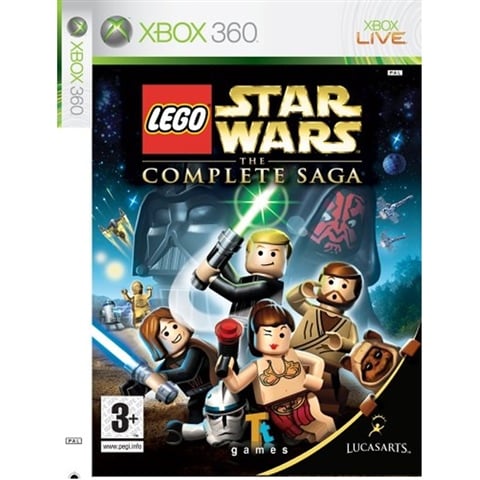 XBOX 360
XBOX 360
XBOX
LIVE
PAL
LEGO
STAR
WARS
THE
COMPLETE SAGA
3+
www.pegi.info
PAL
TT
games
LUCASARTS